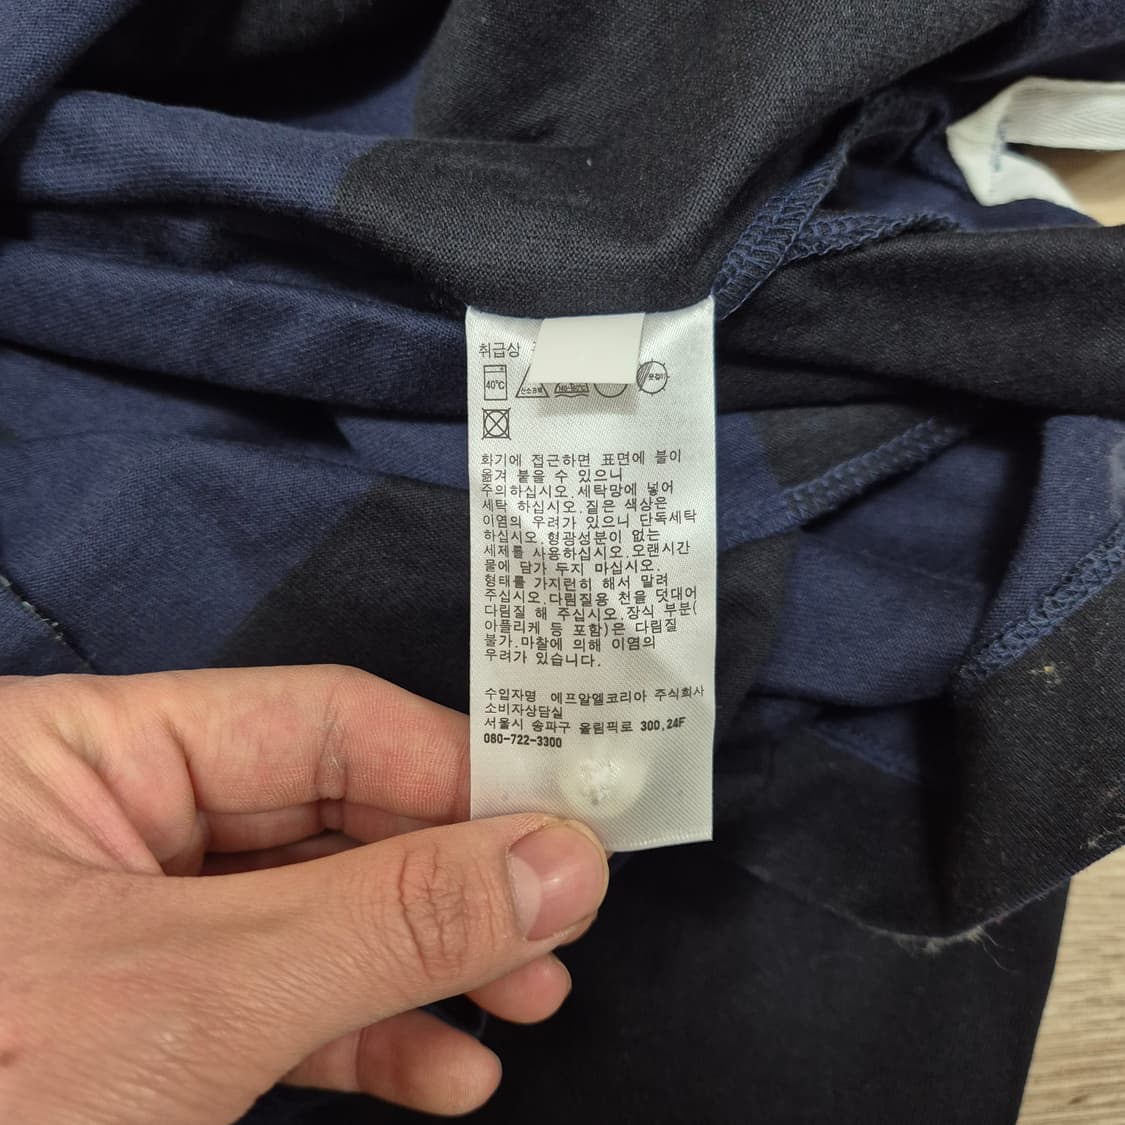 취급상
40℃
산소표백
화기에 접근하면 표면에 불이
옮겨 붙을 수 있으니
주의하십시오.세탁망에 넣어
세탁 하십시오.짙은 색상은
이염의 우려가 있으니 단독세탁
하십시오.형광성분이 없는
세제를 사용하십시오.오랜시간
물에 담가 두지 마십시오.
형태를 가지런히 해서 말려
주십시오.다림질용 천을 덧대어
다림질 해 주십시오.장식 부분(
아플리케 등 포함)은 다림질
불가.마찰에 의해 이염의
우려가 있습니다.
수입자명 에프알엘코리아 주식회사
소비자상담실
서울시 송파구 올림픽로 300,24F
080-722-3300